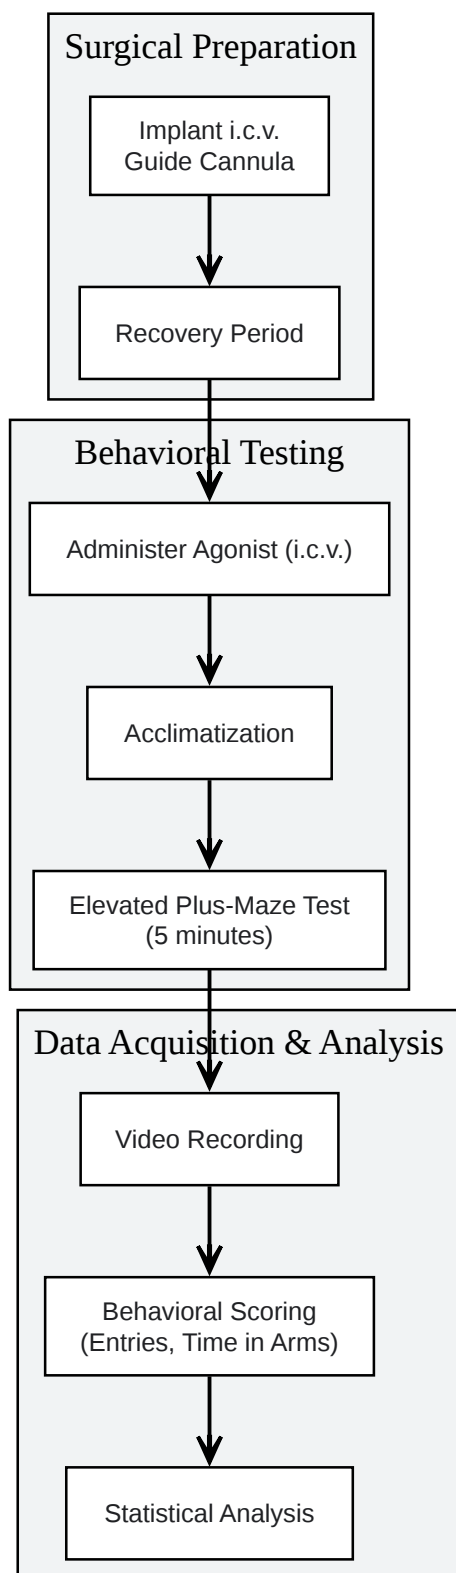 Surgical Preparation
Implant i.c.v.
Guide Cannula
Recovery Period
Behavioral Testing
Administer Agonist (i.c.v.)
Acclimatization
Elevated Plus-Maze Test
(5 minutes)
Data Acquisition & Analysis
Video Recording
Behavioral Scoring
(Entries, Time in Arms)
Statistical Analysis